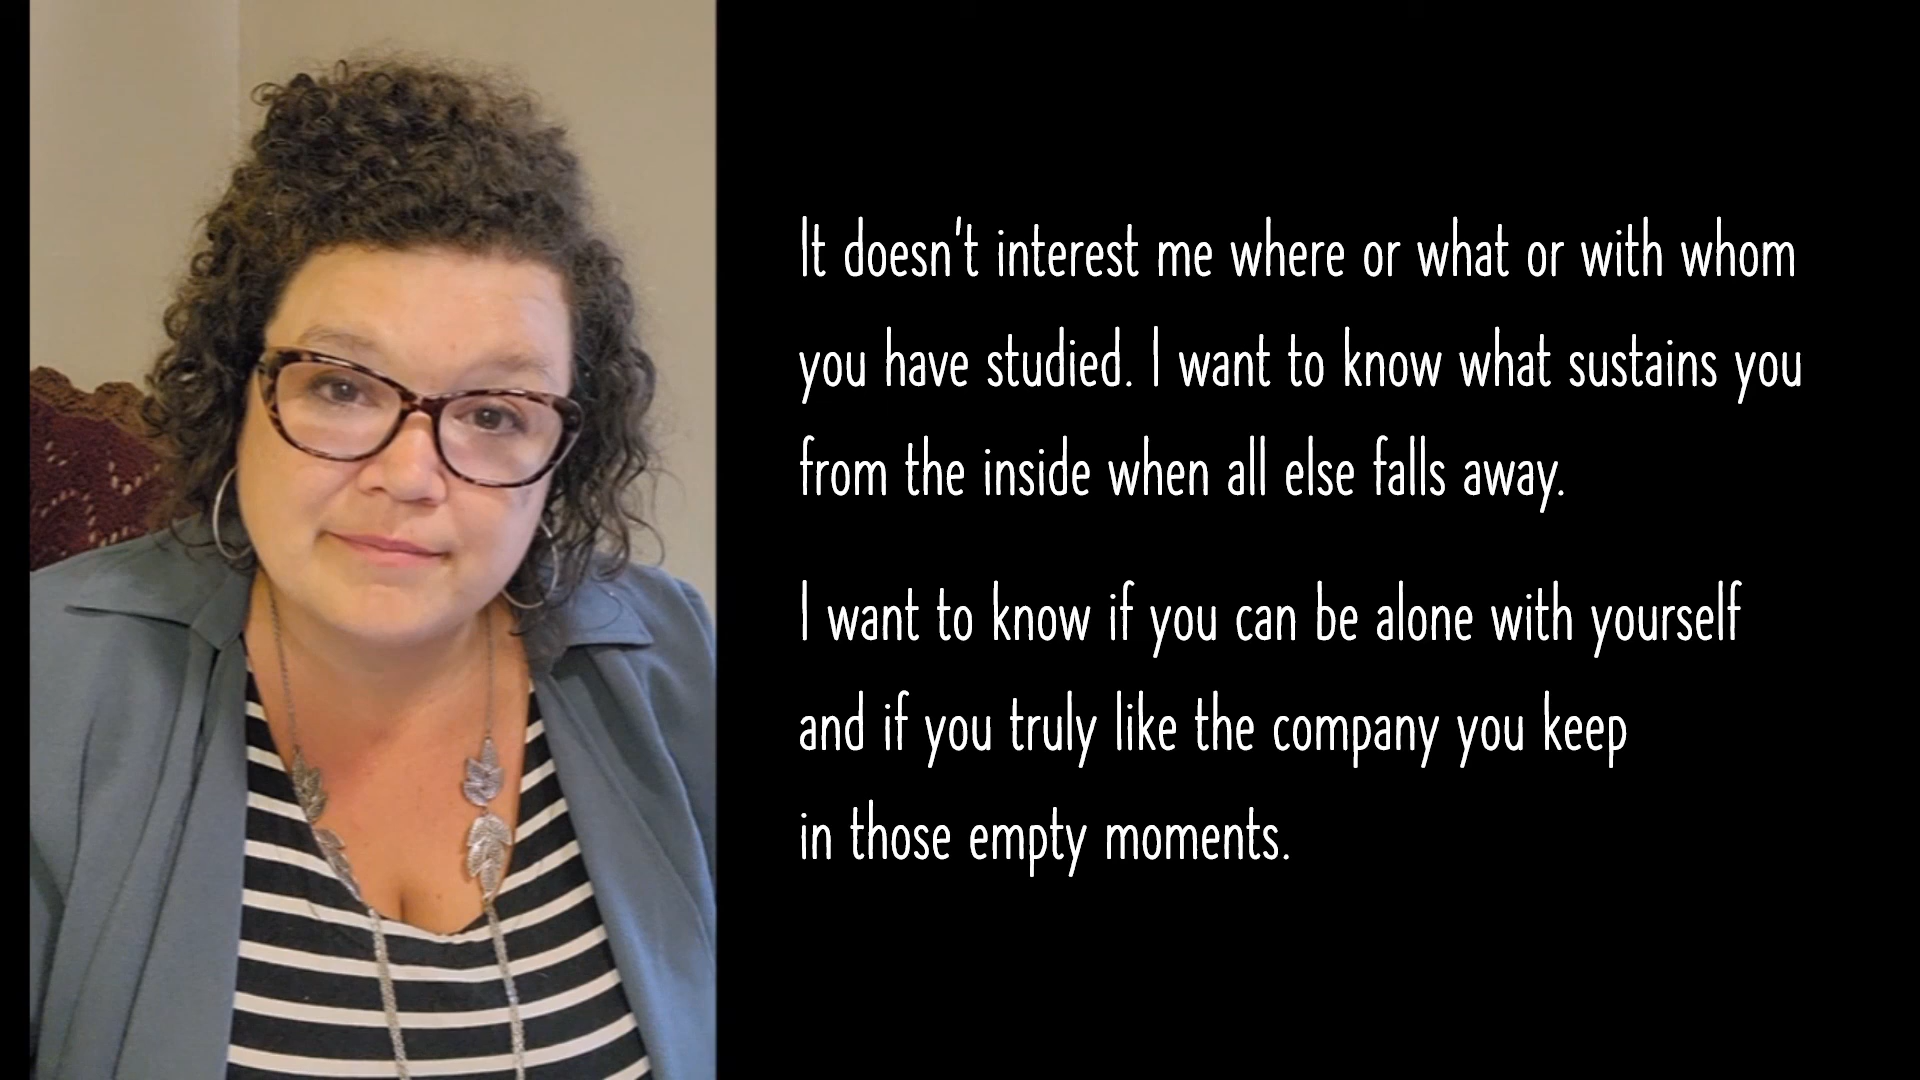 It doesn't interest me where or what or with whom
you have studied. I want to know what sustains you
from the inside when all else falls away.
I want to know if you can be alone with yourself
and if you truly like the company you keep
in those empty moments.